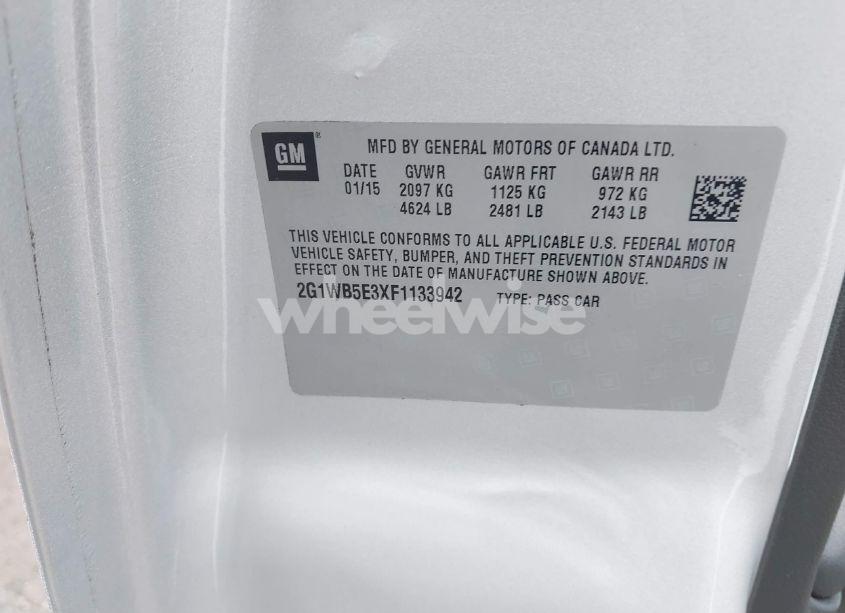 GM
MFD BY GENERAL MOTORS OF CANADA LTD.
DATE GVWR GAWR FRT GAWR RR
01/15 2097 KG 1125 KG 972 KG
4624 LB 2481 LB 2143 LB
THIS VEHICLE CONFORMS TO ALL APPLICABLE U.S. FEDERAL MOTOR
VEHICLE SAFETY, BUMPER, AND THEFT PREVENTION STANDARDS IN
EFFECT ON THE DATE OF MANUFACTURE SHOWN ABOVE.
2G1WB5E3XF1133942 TYPE: PASS CAR
wheelwise